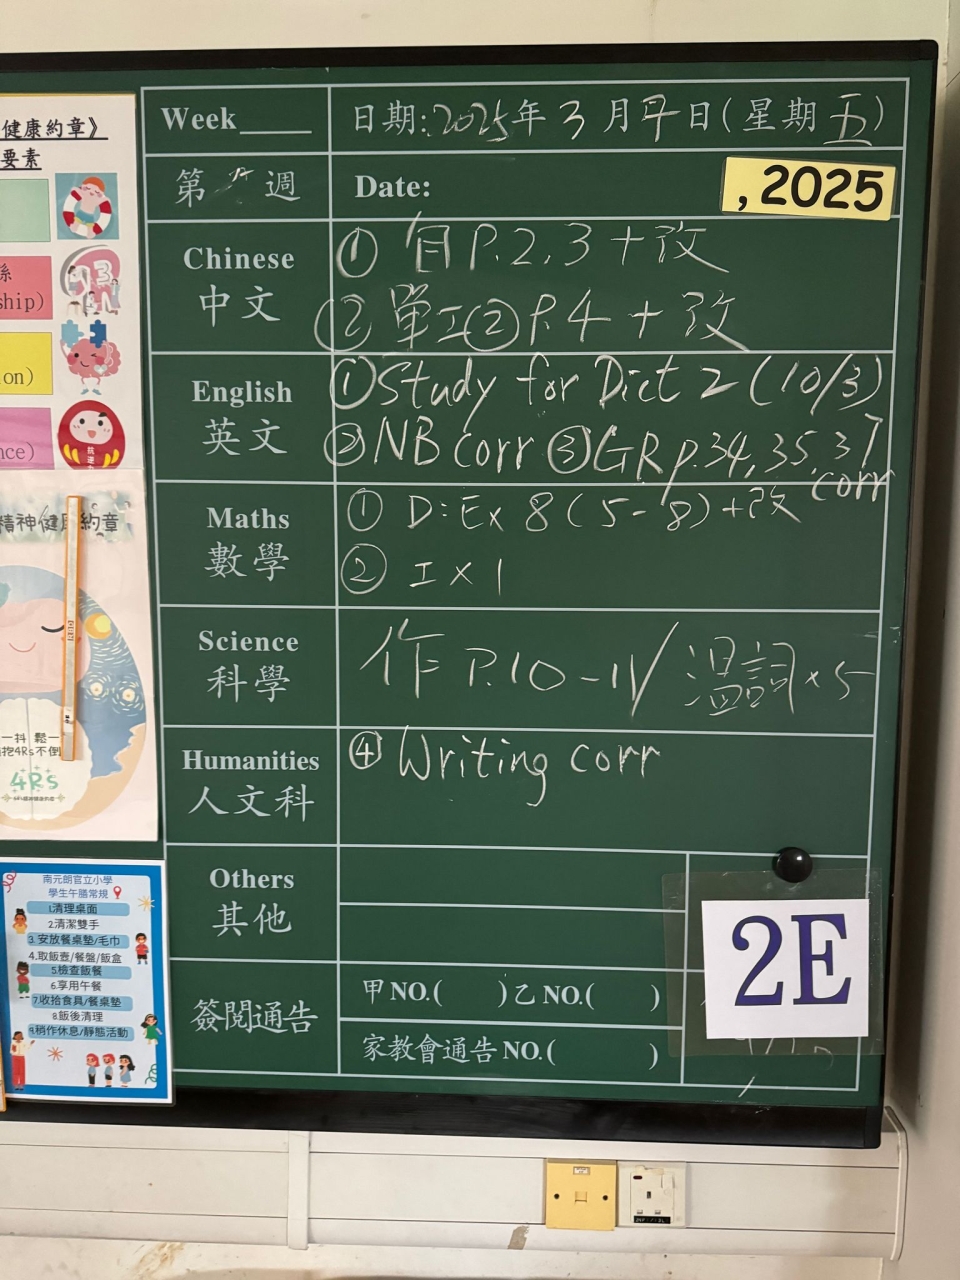 健康約章》
要素
係
ship)
on)
nce)
精神健康約章
4Rs
南元朗官立小學
學生午膳常規
1.清理桌面
2.清潔雙手
3.安放餐桌墊/毛巾
4.取飯壺/餐盤/飯盒
5.檢查飯餐
6.享用午餐
7.收拾食具/餐桌墊
8.飯後清理
9.稍作休息/靜態活動
Week
日期:2025年3月 日(星期五)
第 週
Date:
, 2025
Chinese
中文
① 自P.2,3+改
② 單工②P.4+改
English
英文
①Study for Dict 2 (10/3)
②NB corr ③GR p.34,35,37
corr
Maths
數學
① D:Ex 8(5-8)+改
② I×1
Science
科學
作 P.10-11/ 溫詞×5
Humanities
人文科
④ Writing corr
Others
其他
2E
簽閱通告
甲NO.( )乙NO.( )
家教會通告NO.( )